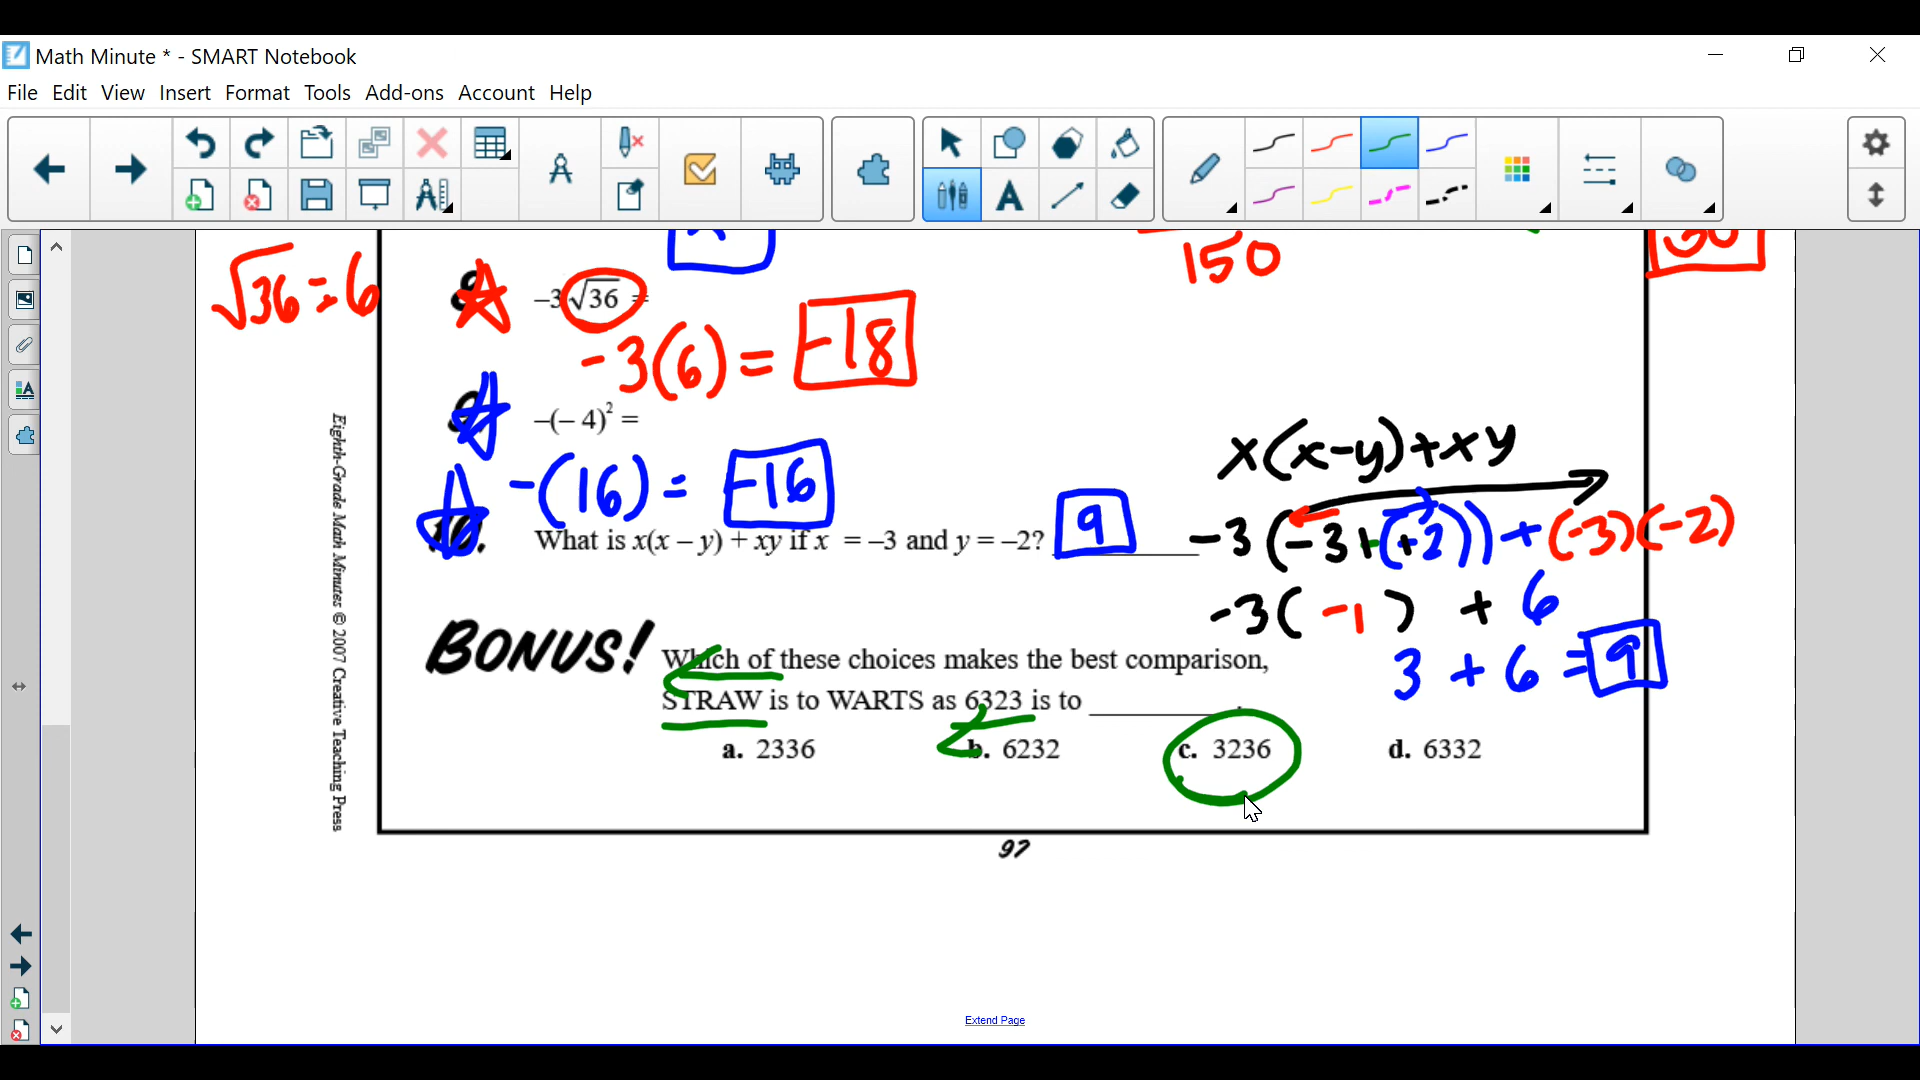 Math Minute * - SMART Notebook
File Edit View Insert Format Tools Add-ons Account Help
150
√36 = 6
–3√36 =
-3(6) = -18
–(– 4)² =
-(16) = -16
x(x-y)+xy
10. What is x(x – y) + xy if x = –3 and y = –2? 9
-3(-3+(+2))+(-3)(-2)
-3( -1 ) + 6
3 + 6 = 9
BONUS!
Which of these choices makes the best comparison,
STRAW is to WARTS as 6323 is to __________.
a. 2336 b. 6232 c. 3236 d. 6332
Eighth-Grade Math Minutes © 2007 Creative Teaching Press
97
Extend Page